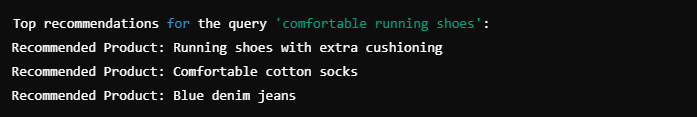 Top recommendations for the query 'comfortable running shoes':
Recommended Product: Running shoes with extra cushioning
Recommended Product: Comfortable cotton socks
Recommended Product: Blue denim jeans